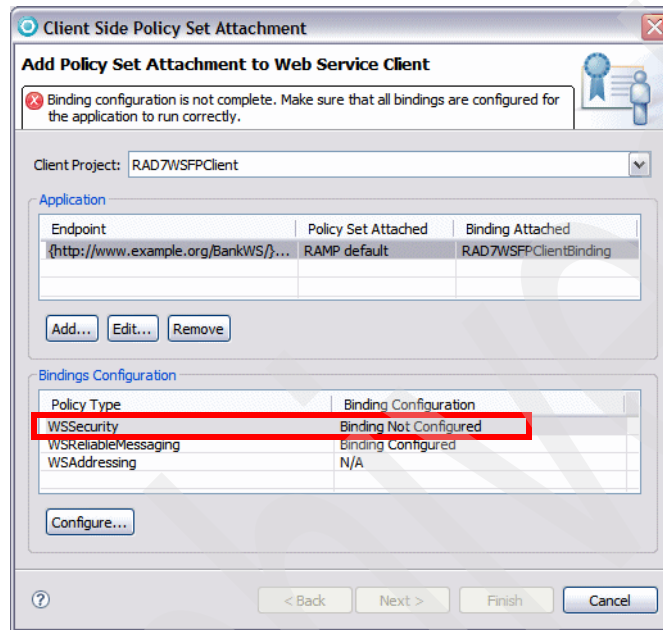 Client Side Policy Set Attachment
Add Policy Set Attachment to Web Service Client
Binding configuration is not complete. Make sure that all bindings are configured for
the application to run correctly.
Client Project: RAD7WSFPClient
Application
Endpoint Policy Set Attached Binding Attached
{http://www.example.org/BankWS/}... RAMP default RAD7WSFPClientBinding
Add... Edit... Remove
Bindings Configuration
Policy Type Binding Configuration
WSSecurity Binding Not Configured
WSReliableMessaging Binding Configured
WSAddressing N/A
Configure...
< Back Next > Finish Cancel